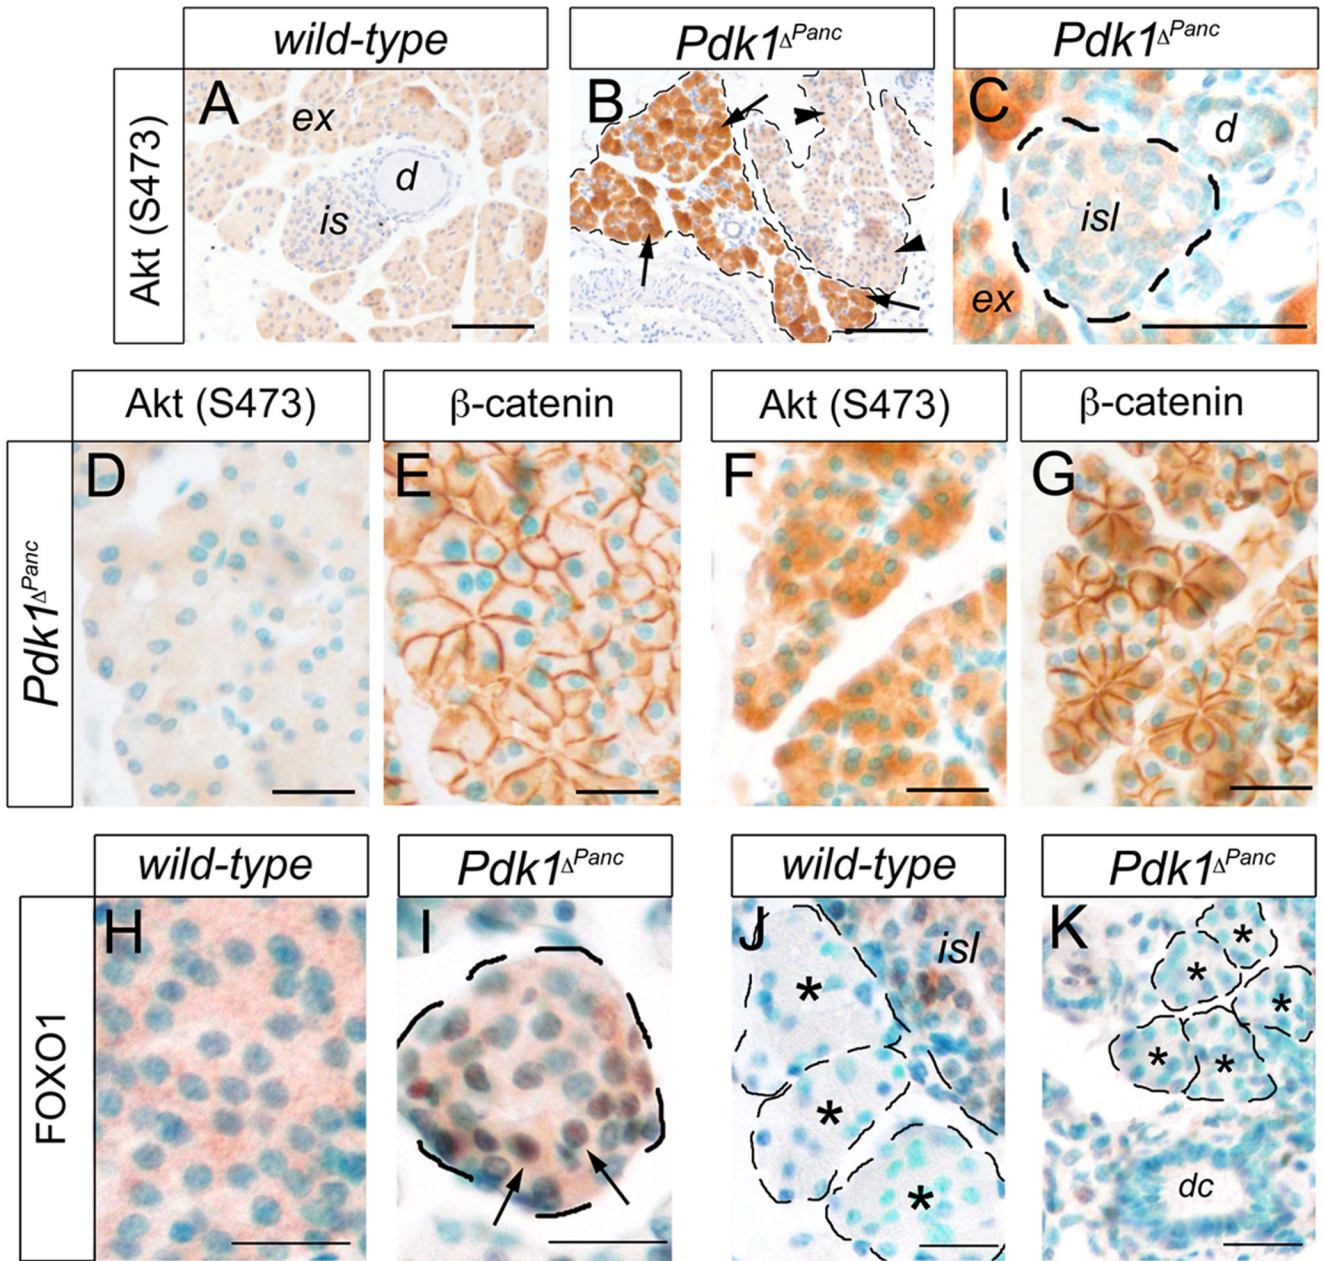 wild-type
Pdk1ΔPanc
Pdk1ΔPanc
Akt (S473)
A
ex
d
is
B
C
d
isl
ex
Akt (S473)
β-catenin
Akt (S473)
β-catenin
Pdk1ΔPanc
D
E
F
G
wild-type
Pdk1ΔPanc
wild-type
Pdk1ΔPanc
FOXO1
H
I
J
isl
*
*
*
K
*
*
*
*
*
dc